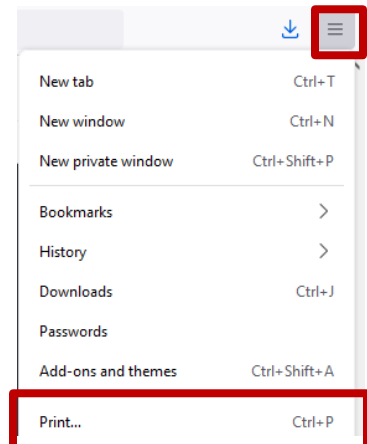 New tab Ctrl+T
New window Ctrl+N
New private window Ctrl+Shift+P
Bookmarks
History
Downloads Ctrl+J
Passwords
Add-ons and themes Ctrl+Shift+A
Print... Ctrl+P